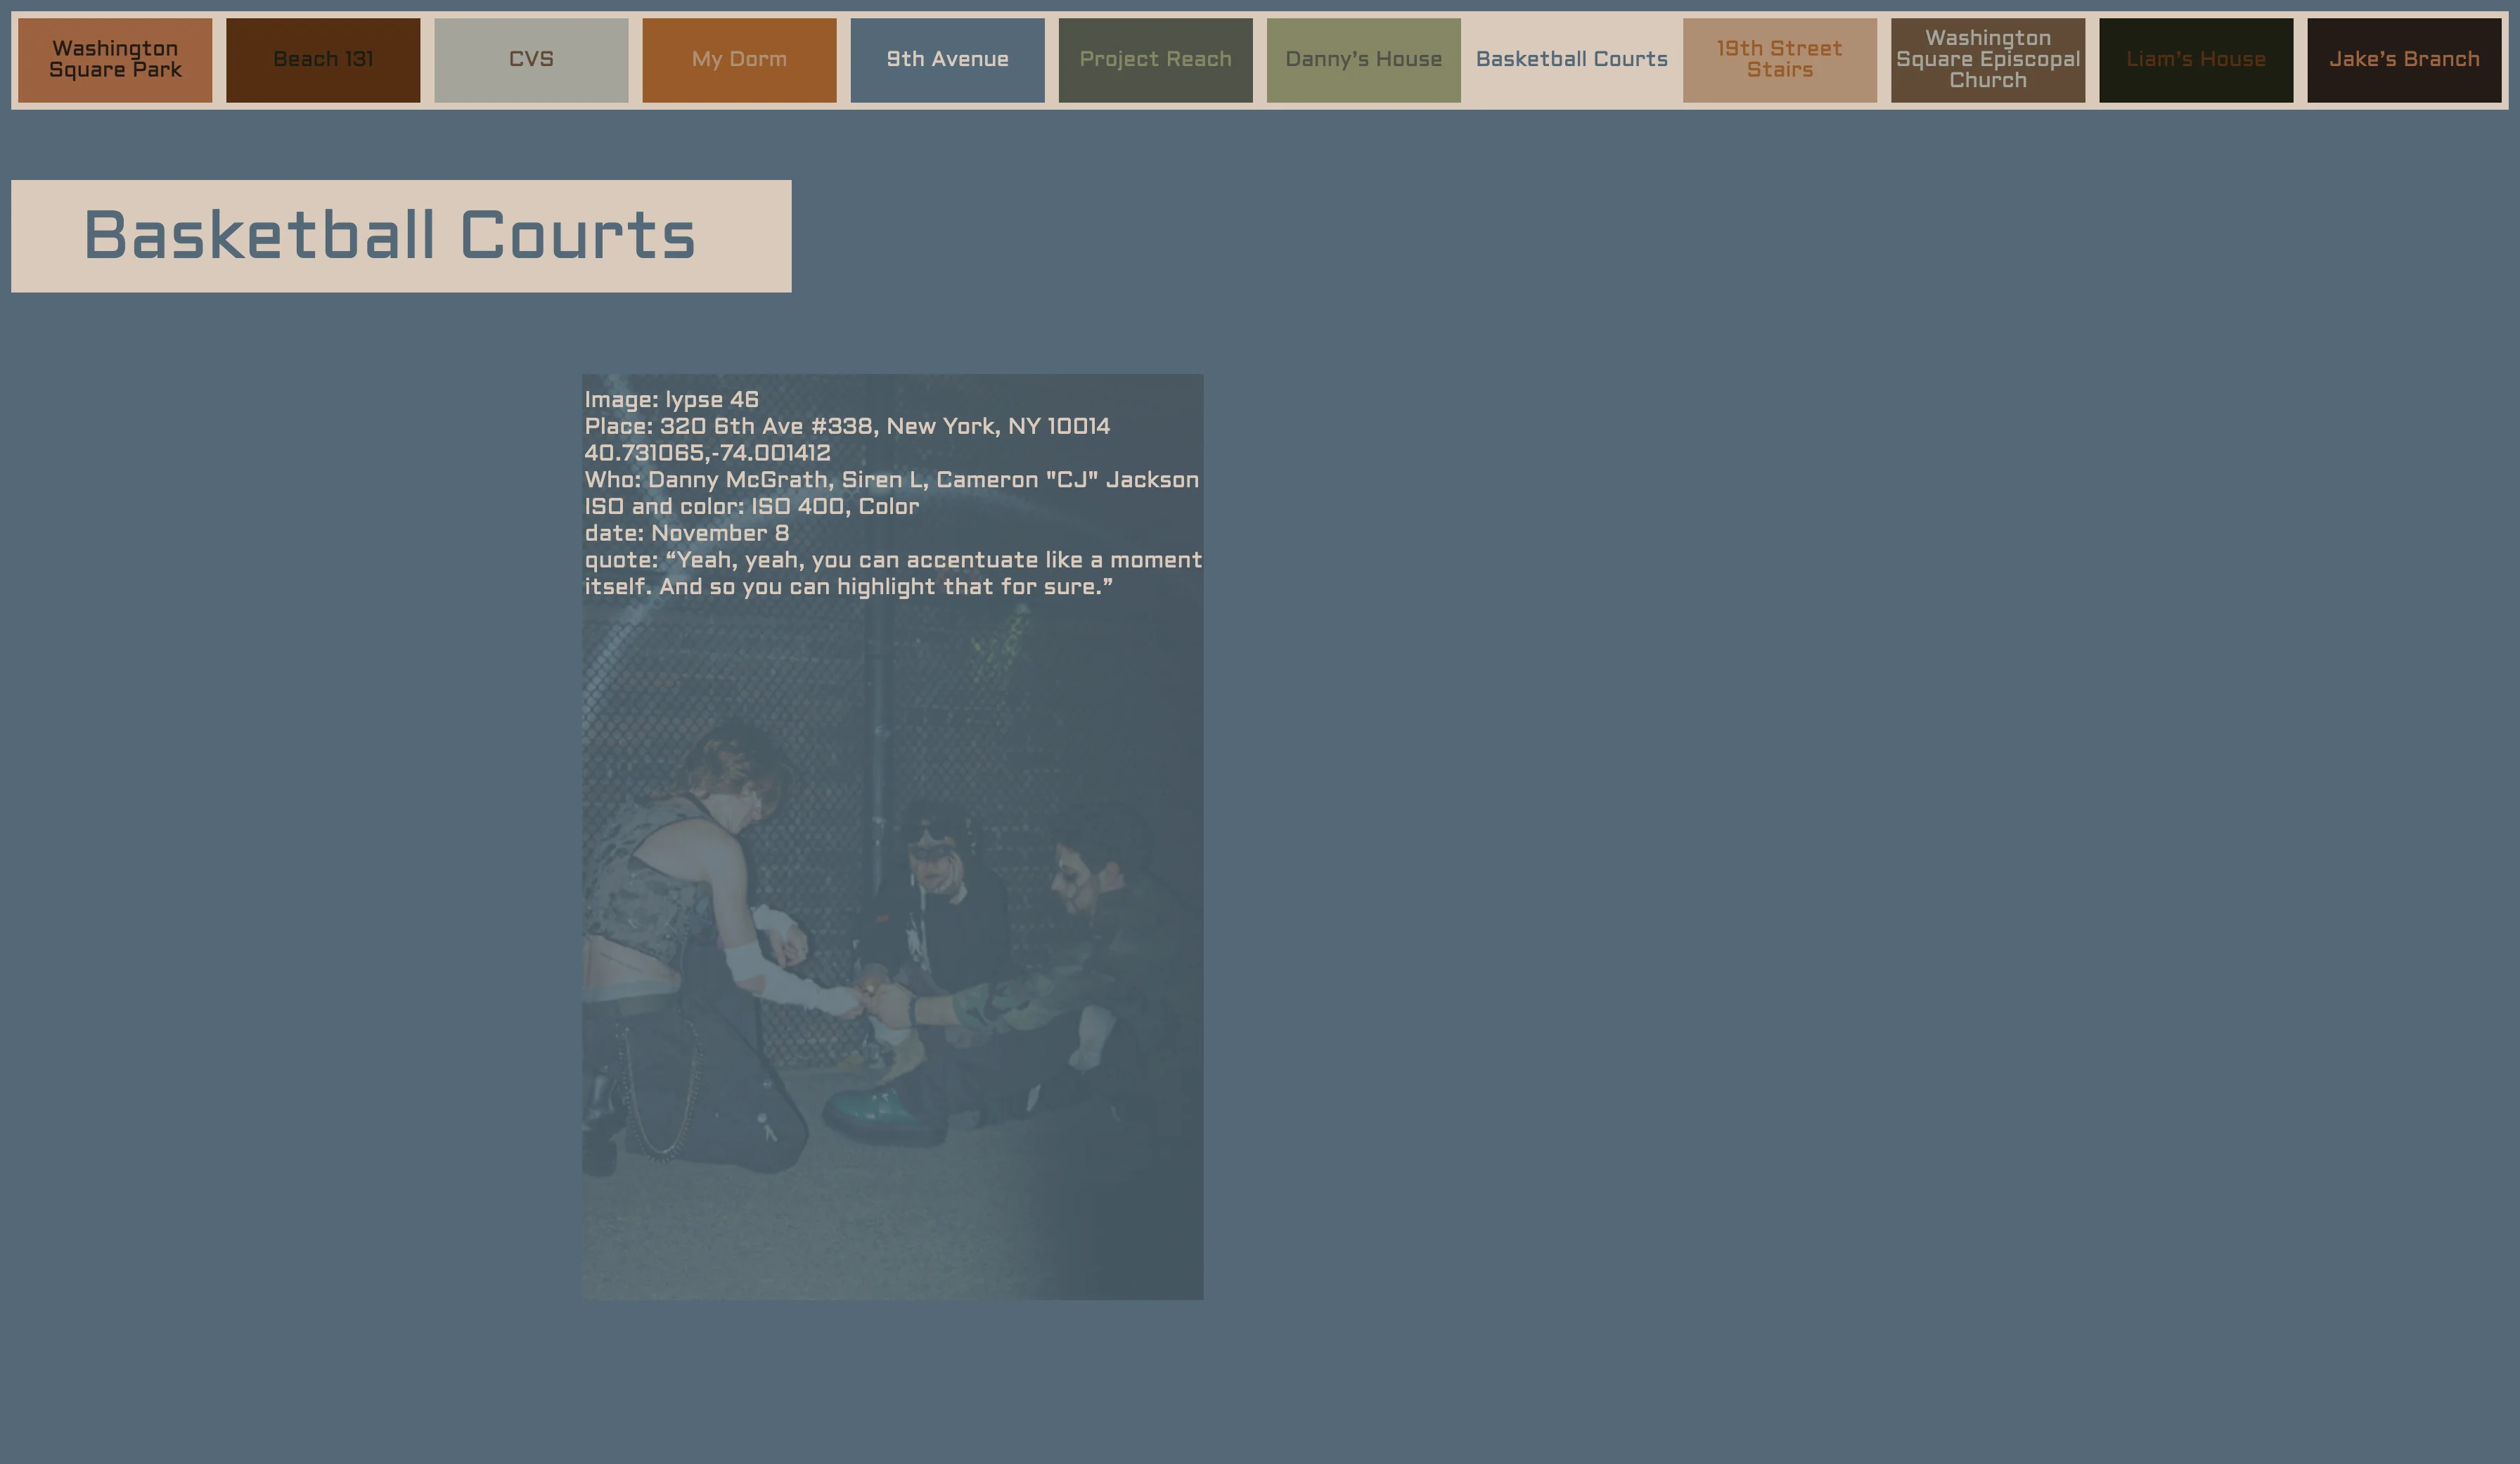 Washington
Square Park
Beach 131
CVS
My Dorm
9th Avenue
Project Reach
Danny’s House
Basketball Courts
19th Street
Stairs
Washington
Square Episcopal
Church
Liam’s House
Jake’s Branch
Basketball Courts
Image: lypse 46
Place: 320 6th Ave #338, New York, NY 10014
40.731065,-74.001412
Who: Danny McGrath, Siren L, Cameron "CJ" Jackson
ISO and color: ISO 400, Color
date: November 8
quote: “Yeah, yeah, you can accentuate like a moment
itself. And so you can highlight that for sure.”